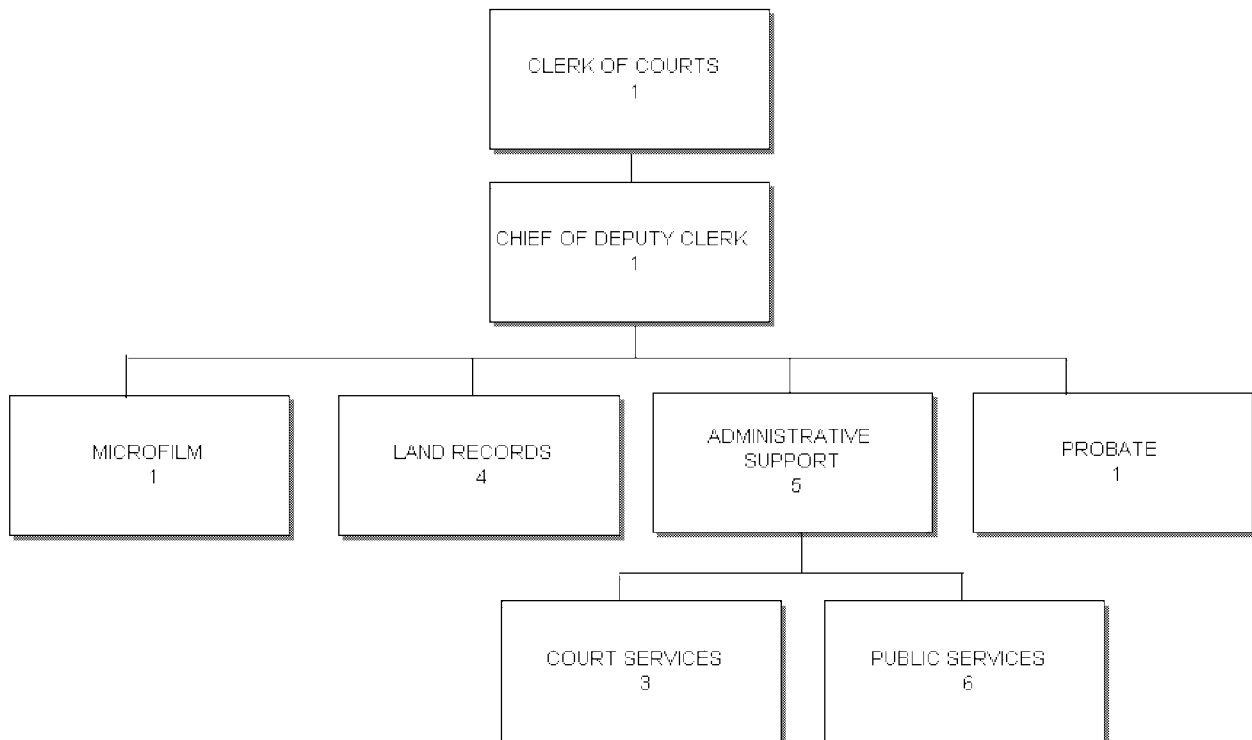 CLERK OF COURTS
1
CHIEF OF DEPUTY CLERK
1
MICROFILM
1
LAND RECORDS
4
ADMINISTRATIVE
SUPPORT
5
PROBATE
1
COURT SERVICES
3
PUBLIC SERVICES
6